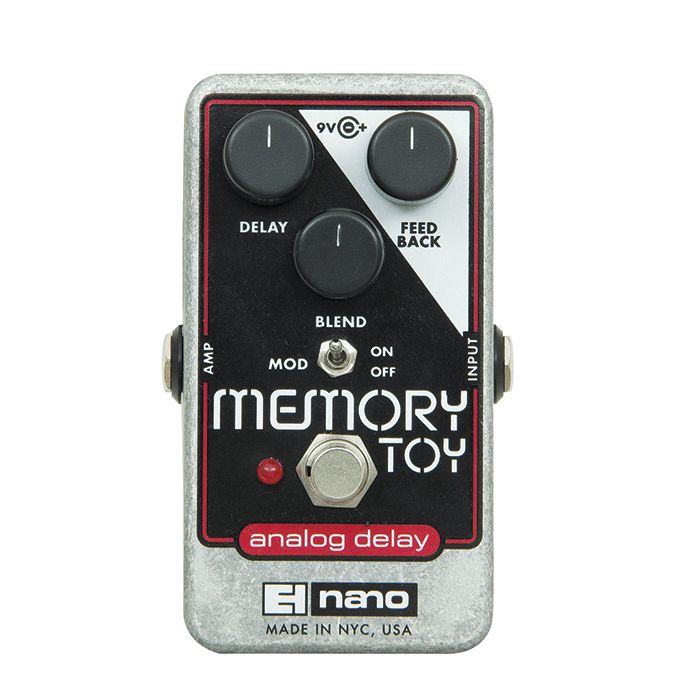 9V +
DELAY
FEED
BACK
BLEND
AMP
MOD
ON
OFF
INPUT
MEMORY
TOY
analog delay
EH nano
MADE IN NYC, USA